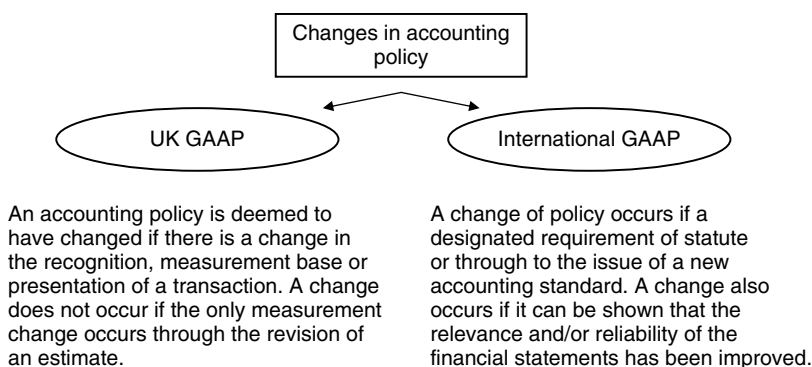 Changes in accounting
policy
UK GAAP
International GAAP
An accounting policy is deemed to
have changed if there is a change in
the recognition, measurement base or
presentation of a transaction. A change
does not occur if the only measurement
change occurs through the revision of
an estimate.
A change of policy occurs if a
designated requirement of statute
or through to the issue of a new
accounting standard. A change also
occurs if it can be shown that the
relevance and/or reliability of the
financial statements has been improved.